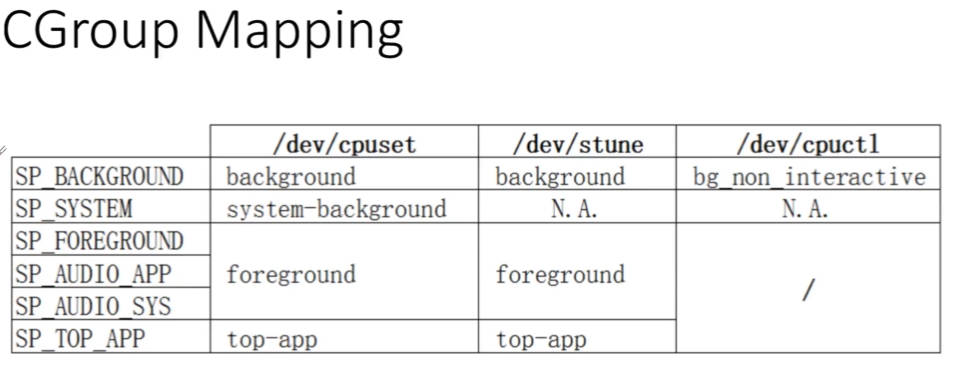 CGroup Mapping
/dev/cpuset /dev/stune /dev/cpuctl
SP_BACKGROUND background background bg_non_interactive
SP_SYSTEM system-background N.A. N.A.
SP_FOREGROUND
SP_AUDIO_APP foreground foreground /
SP_AUDIO_SYS
SP_TOP_APP top-app top-app